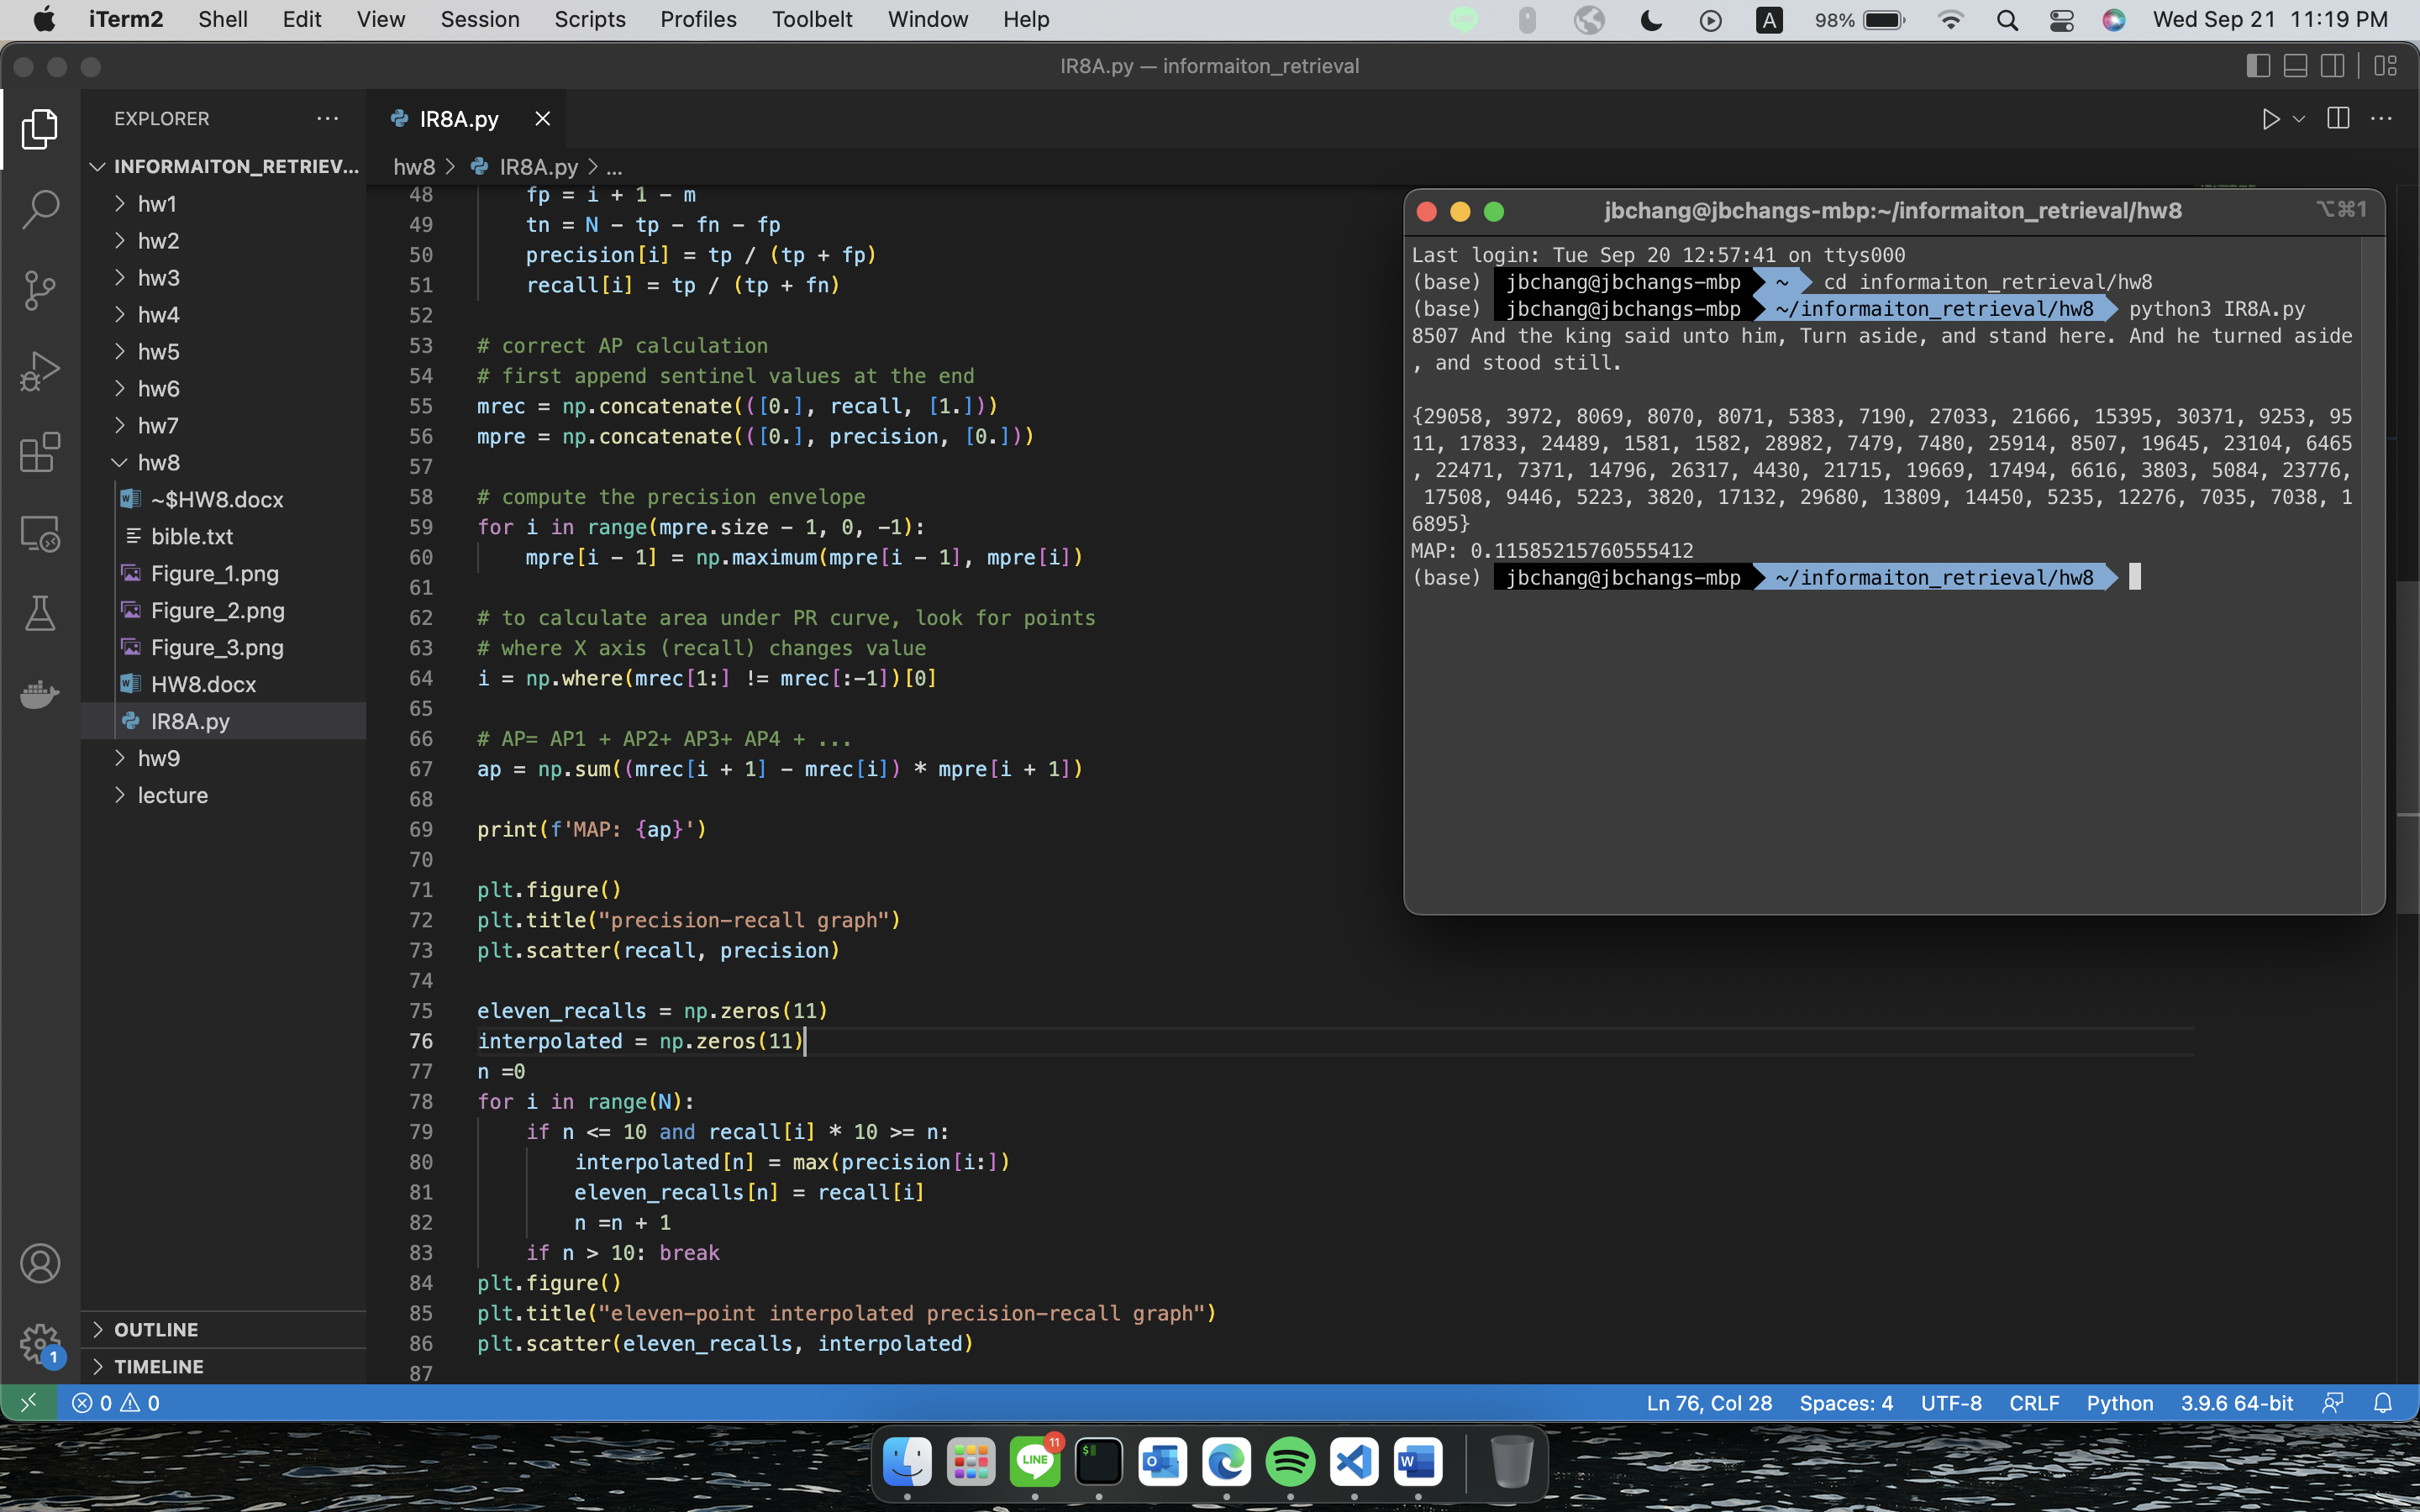 iTerm2 Shell Edit View Session Scripts Profiles Toolbelt Window Help A 98% Wed Sep 21 11:19 PM
IR8A.py — informaiton_retrieval
EXPLORER ...
INFORMAITON_RETRIEV...
hw1
hw2
hw3
hw4
hw5
hw6
hw7
hw8
~$HW8.docx
bible.txt
Figure_1.png
Figure_2.png
Figure_3.png
HW8.docx
IR8A.py
hw9
lecture
OUTLINE
TIMELINE
IR8A.py
hw8 > IR8A.py > ...
48 fp = i + 1 - m
49 tn = N - tp - fn - fp
50 precision[i] = tp / (tp + fp)
51 recall[i] = tp / (tp + fn)
52
53 # correct AP calculation
54 # first append sentinel values at the end
55 mrec = np.concatenate(([0.], recall, [1.]))
56 mpre = np.concatenate(([0.], precision, [0.]))
57
58 # compute the precision envelope
59 for i in range(mpre.size - 1, 0, -1):
60 mpre[i - 1] = np.maximum(mpre[i - 1], mpre[i])
61
62 # to calculate area under PR curve, look for points
63 # where X axis (recall) changes value
64 i = np.where(mrec[1:] != mrec[:-1])[0]
65
66 # AP= AP1 + AP2+ AP3+ AP4 + ...
67 ap = np.sum((mrec[i + 1] - mrec[i]) * mpre[i + 1])
68
69 print(f'MAP: {ap}')
70
71 plt.figure()
72 plt.title("precision-recall graph")
73 plt.scatter(recall, precision)
74
75 eleven_recalls = np.zeros(11)
76 interpolated = np.zeros(11)
77 n =0
78 for i in range(N):
79 if n <= 10 and recall[i] * 10 >= n:
80 interpolated[n] = max(precision[i:])
81 eleven_recalls[n] = recall[i]
82 n =n + 1
83 if n > 10: break
84 plt.figure()
85 plt.title("eleven-point interpolated precision-recall graph")
86 plt.scatter(eleven_recalls, interpolated)
87
jbchang@jbchangs-mbp:~/informaiton_retrieval/hw8 ⌥⌘1
Last login: Tue Sep 20 12:57:41 on ttys000
(base) jbchang@jbchangs-mbp ~ cd informaiton_retrieval/hw8
(base) jbchang@jbchangs-mbp ~/informaiton_retrieval/hw8 python3 IR8A.py
8507 And the king said unto him, Turn aside, and stand here. And he turned aside
, and stood still.
{29058, 3972, 8069, 8070, 8071, 5383, 7190, 27033, 21666, 15395, 30371, 9253, 95
11, 17833, 24489, 1581, 1582, 28982, 7479, 7480, 25914, 8507, 19645, 23104, 6465
, 22471, 7371, 14796, 26317, 4430, 21715, 19669, 17494, 6616, 3803, 5084, 23776,
17508, 9446, 5223, 3820, 17132, 29680, 13809, 14450, 5235, 12276, 7035, 7038, 1
6895}
MAP: 0.11585215760555412
(base) jbchang@jbchangs-mbp ~/informaiton_retrieval/hw8
1
0 0 Ln 76, Col 28 Spaces: 4 UTF-8 CRLF Python 3.9.6 64-bit
LINE 11 $ O W